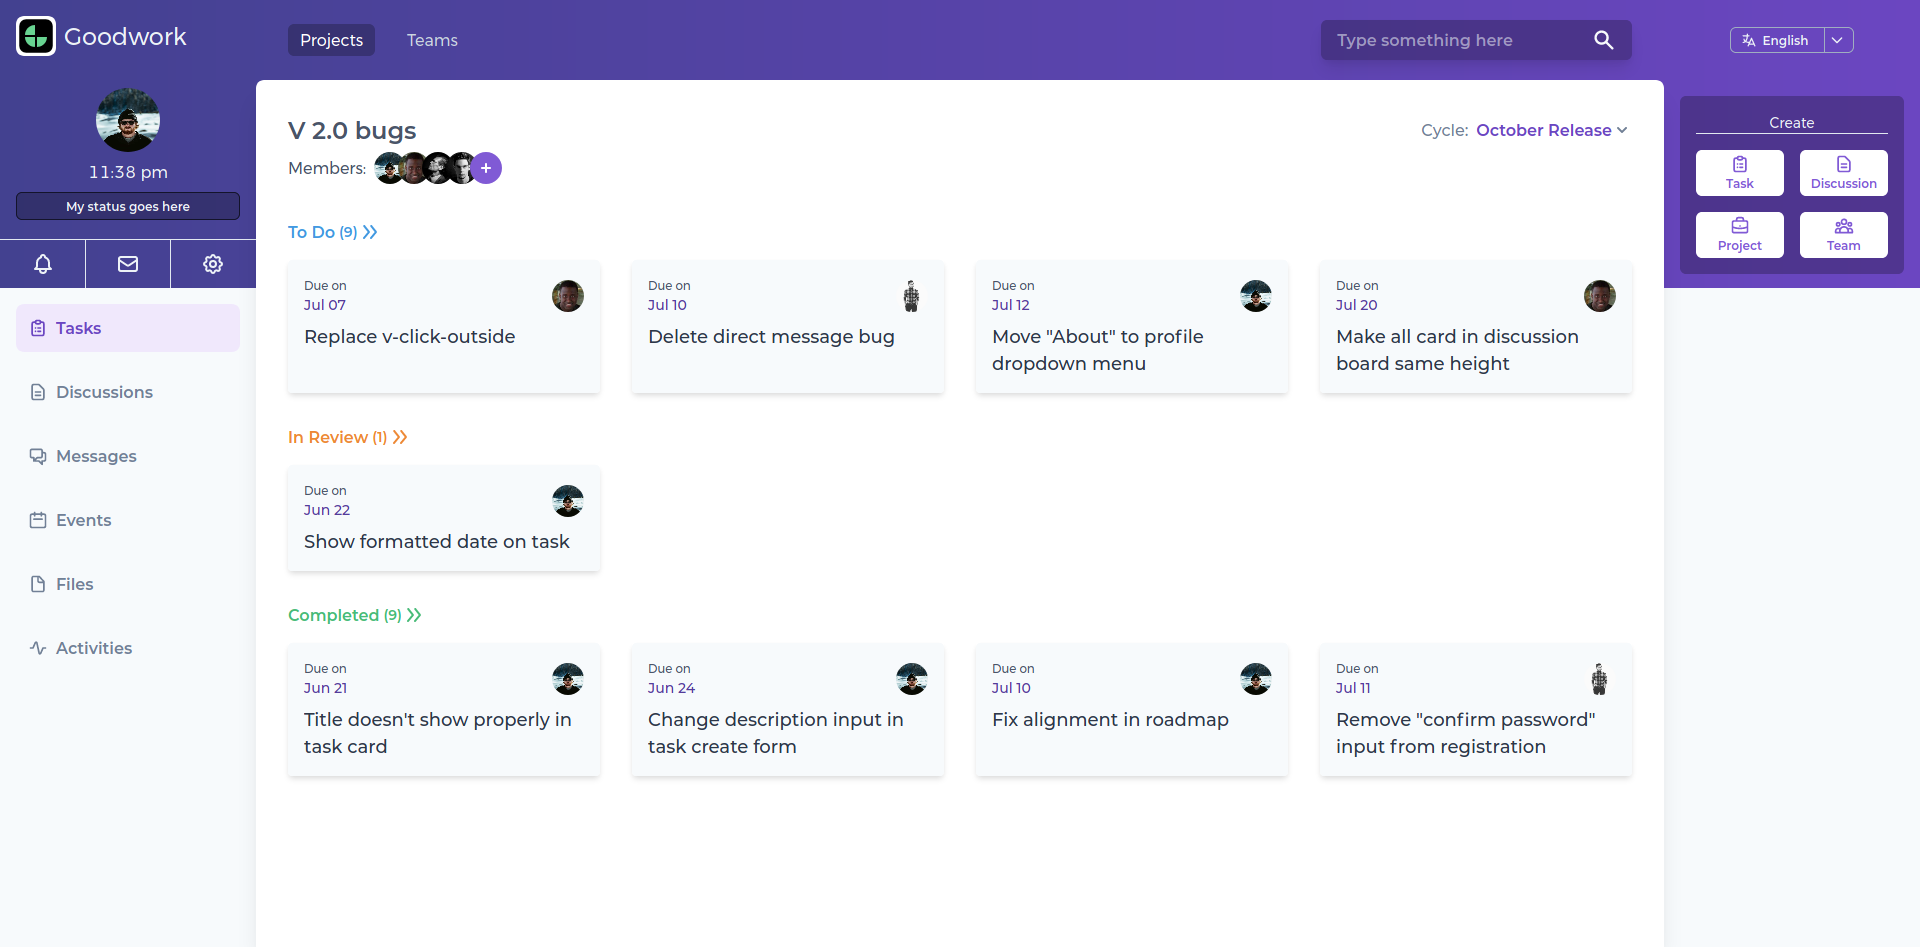 Goodwork
Projects
Teams
Type something here
English
11:38 pm
My status goes here
Tasks
Discussions
Messages
Events
Files
Activities
V 2.0 bugs
Cycle: October Release
Members:
+
To Do (9)
Due on
Jul 07
Replace v-click-outside
Due on
Jul 10
Delete direct message bug
Due on
Jul 12
Move "About" to profile
dropdown menu
Due on
Jul 20
Make all card in discussion
board same height
In Review (1)
Due on
Jun 22
Show formatted date on task
Completed (9)
Due on
Jun 21
Title doesn't show properly in
task card
Due on
Jun 24
Change description input in
task create form
Due on
Jul 10
Fix alignment in roadmap
Due on
Jul 11
Remove "confirm password"
input from registration
Create
Task
Discussion
Project
Team